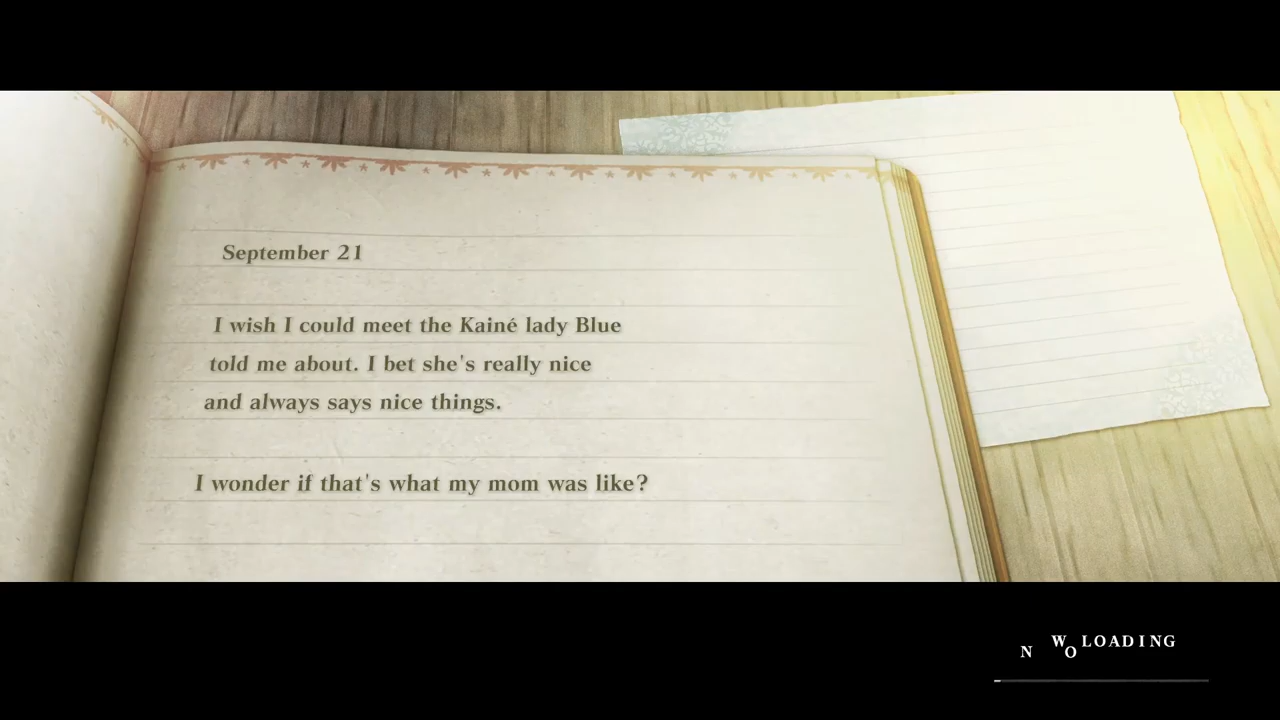 September 21
I wish I could meet the Kainé lady Blue
told me about. I bet she's really nice
and always says nice things.
I wonder if that's what my mom was like?
NOW LOADING